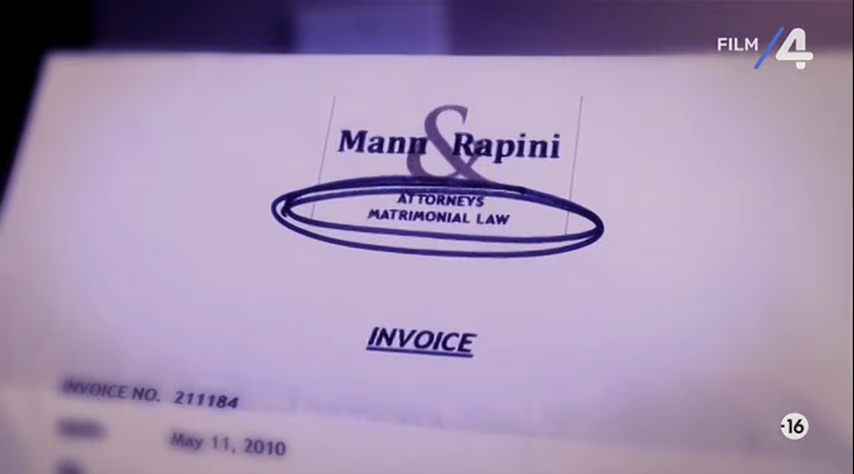 FILM/4
Mann & Rapini
ATTORNEYS
MATRIMONIAL LAW
INVOICE
INVOICE NO. 211184
May 11, 2010
-16